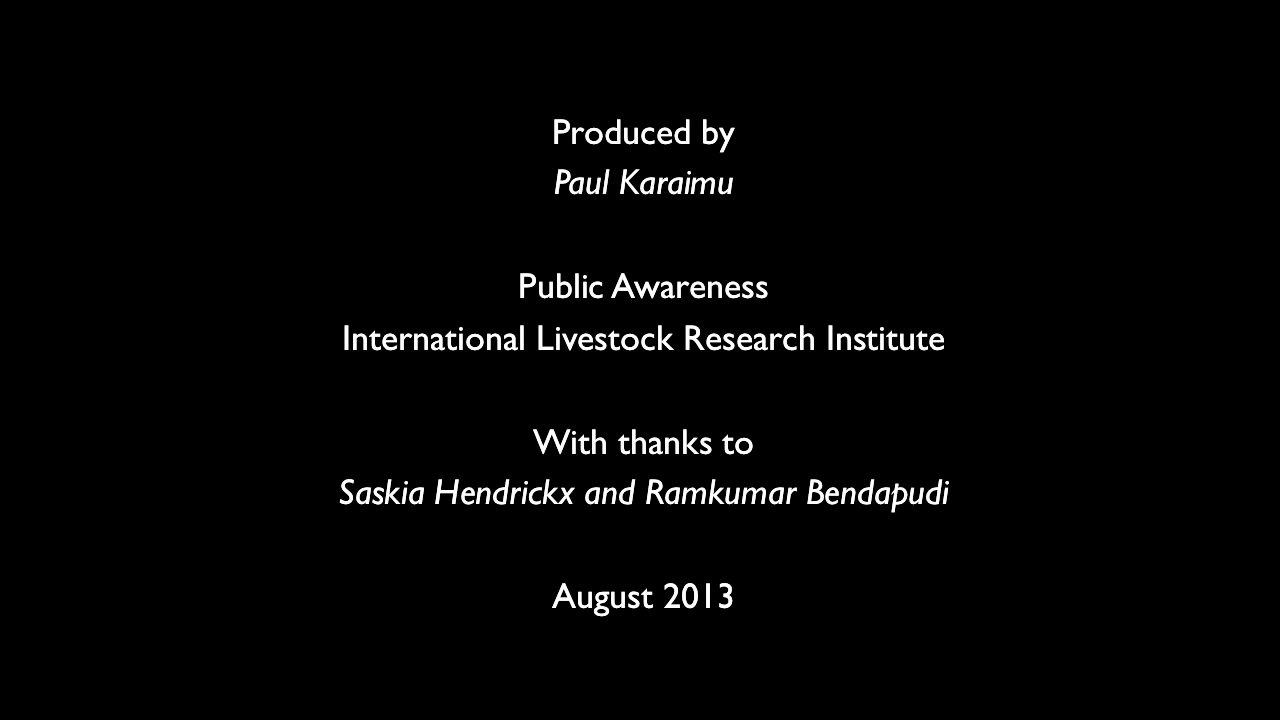 Produced by
Paul Karaimu
Public Awareness
International Livestock Research Institute
With thanks to
Saskia Hendrickx and Ramkumar Bendapudi
August 2013